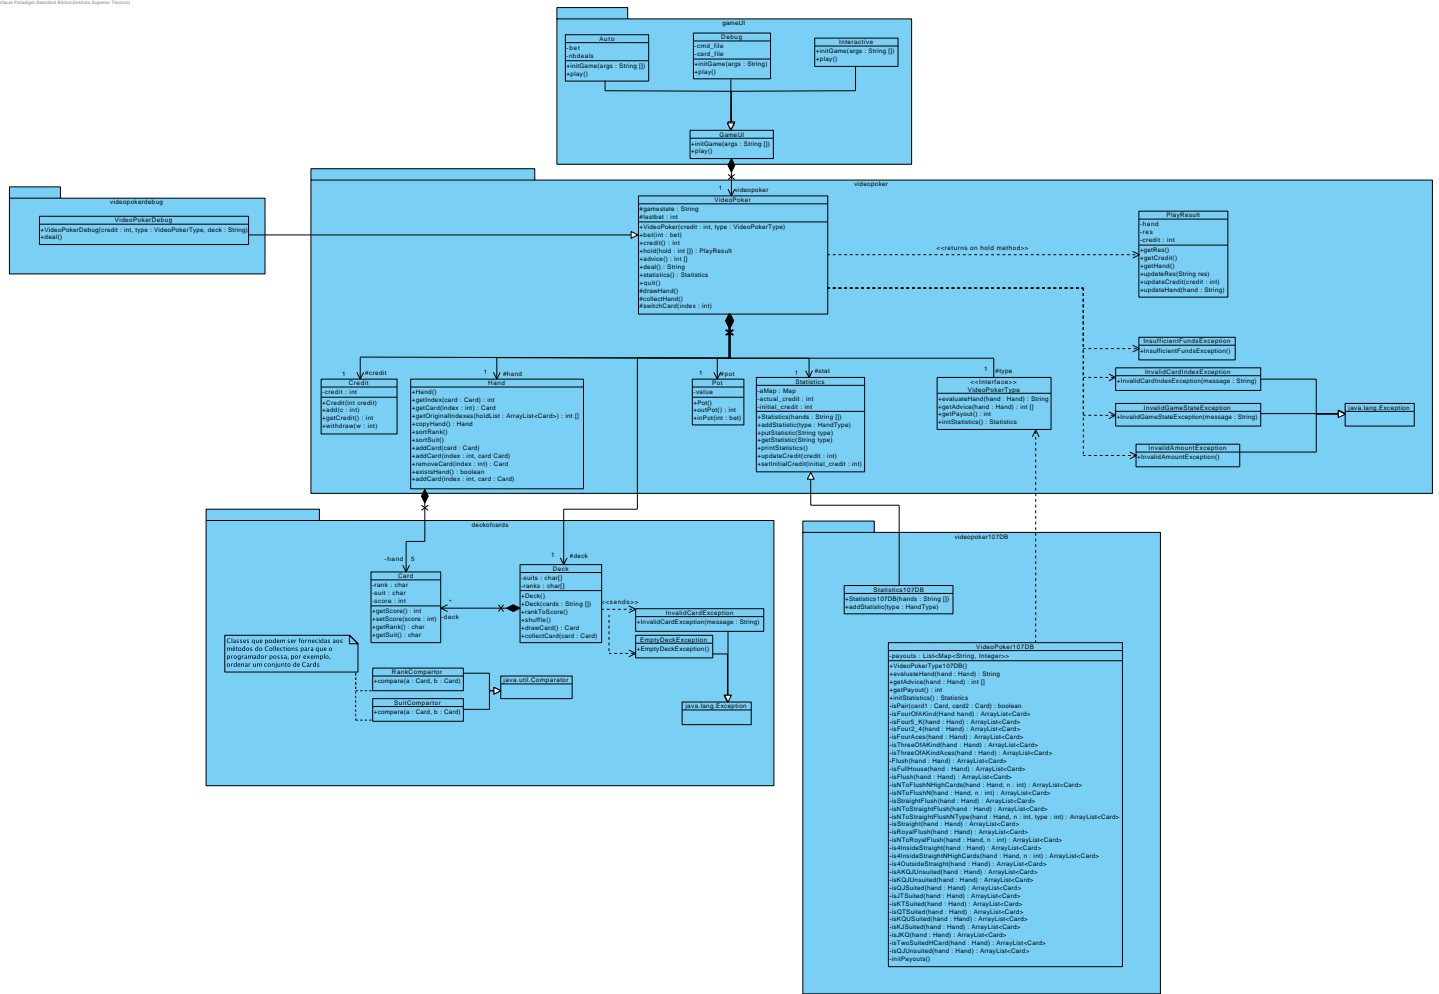 Visual Paradigm Standard Edition(Instituto Superior Tecnico)
gameUI
Auto
-bet
-nbdeals
+initGame(args : String [])
+play()
Debug
-cmd_file
-card_file
+initGame(args : String)
+play()
Interactive
+initGame(args : String [])
+play()
GameUI
+initGame(args : String [])
+play()
videopokerdebug
VideoPokerDebug
+VideoPokerDebug(credit : int, type : VideoPokerType, deck : String)
+deal()
videopoker
1
videopoker
VideoPoker
#gamestate : String
#lastbet : int
+VideoPoker(credit : int, type : VideoPokerType)
+bet(int : bet)
+credit() : int
+hold(hold : int []) : PlayResult
+advice() : int []
+deal() : String
+statistics() : Statistics
+quit()
#drawHand()
#collectHand()
#switchCard(index : int)
<<returns on hold method>>
PlayResult
-hand
-res
-credit : int
+getRes()
+getCredit()
+getHand()
+updateRes(String res)
+updateCredit(credit : int)
+updateHand(hand : String)
InsufficientFundsException
+InsufficientFundsException()
InvalidCardIndexException
+InvalidCardIndexException(message : String)
InvalidGameStateException
+InvalidGameStateException(message : String)
InvalidAmountException
+InvalidAmountException()
java.lang.Exception
1
#credit
Credit
-credit : int
+Credit(int credit)
+add(c : int)
+getCredit() : int
+withdraw(w : int)
1
#hand
Hand
+Hand()
+getIndex(card : Card) : int
+getCard(index : int) : Card
+getOriginalIndexes(holdList : ArrayList<Card>) : int []
+copyHand() : Hand
+sortRank()
+sortSuit()
+addCard(card : Card)
+addCard(index : int, card Card)
+removeCard(index : int) : Card
+existsHand() : boolean
+addCard(index : int, card : Card)
1
#pot
Pot
-value
+Pot()
+outPot() : int
+inPot(int : bet)
1
#stat
Statistics
-aMap : Map
-actual_credit : int
-initial_credit : int
+Statistics(hands : String [])
+addStatistic(type : HandType)
+putStatistic(String type)
+getStatistic(String type)
+printStatistics()
+updateCredit(credit : int)
+setInitialCredit(initial_credit : int)
1
#type
<<Interface>>
VideoPokerType
+evaluateHand(hand : Hand) : String
+getAdvice(hand : Hand) : int []
+getPayout() : int
+initStatistics() : Statistics
deckofcards
-hand
5
Card
-rank : char
-suit : char
-score : int
+getScore() : int
+setScore(score : int)
+getRank() : char
+getSuit() : char
*
-deck
1
#deck
Deck
-suits : char[]
-ranks : char[]
+Deck()
+Deck(cards : String [])
+rankToScore()
+shuffle()
+drawCard() : Card
+collectCard(card : Card)
<<sends>>
InvalidCardException
+InvalidCardException(message : String)
EmptyDeckException
+EmptyDeckException()
java.lang.Exception
Classes que podem ser fornecidas aos
métodos do Collections para que o
programador possa, por exemplo,
ordenar um conjunto de Cards
RankCompartor
+compare(a : Card, b : Card)
SuitCompartor
+compare(a : Card, b : Card)
java.util.Comparator
videopoker107DB
Statistics107DB
+Statistics107DB(hands : String [])
+addStatistic(type : HandType)
VideoPoker107DB
-payouts : List<Map<String, Integer>>
+VideoPokerType107DB()
+evaluateHand(hand : Hand) : String
+getAdvice(hand : Hand) : int []
+getPayout() : int
+initStatistics() : Statistics
-isPair(card1 : Card, card2 : Card) : boolean
-isFourOfAKind(Hand hand) : ArrayList<Card>
-isFour5_K(hand : Hand) : ArrayList<Card>
-isFour2_4(hand : Hand) : ArrayList<Card>
-isFourAces(hand : Hand) : ArrayList<Card>
-isThreeOfAKind(hand : Hand) : ArrayList<Card>
-isThreeOfAKindAces(hand : Hand) : ArrayList<Card>
-Flush(hand : Hand) : ArrayList<Card>
-isFullHouse(hand : Hand) : ArrayList<Card>
-isFlush(hand : Hand) : ArrayList<Card>
-isNToFlushNHighCards(hand : Hand, n : int) : ArrayList<Card>
-isNToFlushN(hand : Hand, n : int) : ArrayList<Card>
-isStraightFlush(hand : Hand) : ArrayList<Card>
-isNToStraightFlush(hand : Hand) : ArrayList<Card>
-isNToStraightFlushNType(hand : Hand, n : int, type : int) : ArrayList<Card>
-isStraight(hand : Hand) : ArrayList<Card>
-isRoyalFlush(hand : Hand) : ArrayList<Card>
-isNToRoyalFlush(hand : Hand, n : int) : ArrayList<Card>
-is4InsideStraight(hand : Hand) : ArrayList<Card>
-is4InsideStraightNHighCards(hand : Hand, n : int) : ArrayList<Card>
-is4OutsideStraight(hand : Hand) : ArrayList<Card>
-isAKQJUnsuited(hand : Hand) : ArrayList<Card>
-isKQJUnsuited(hand : Hand) : ArrayList<Card>
-isQJSuited(hand : Hand) : ArrayList<Card>
-isJTSuited(hand : Hand) : ArrayList<Card>
-isKTSuited(hand : Hand) : ArrayList<Card>
-isQTSuited(hand : Hand) : ArrayList<Card>
-isKQUSuited(hand : Hand) : ArrayList<Card>
-isKJSuited(hand : Hand) : ArrayList<Card>
-isJKQ(hand : Hand) : ArrayList<Card>
-isTwoSuitedHCard(hand : Hand) : ArrayList<Card>
-isQJUnsuited(hand : Hand) : ArrayList<Card>
-initPayouts()